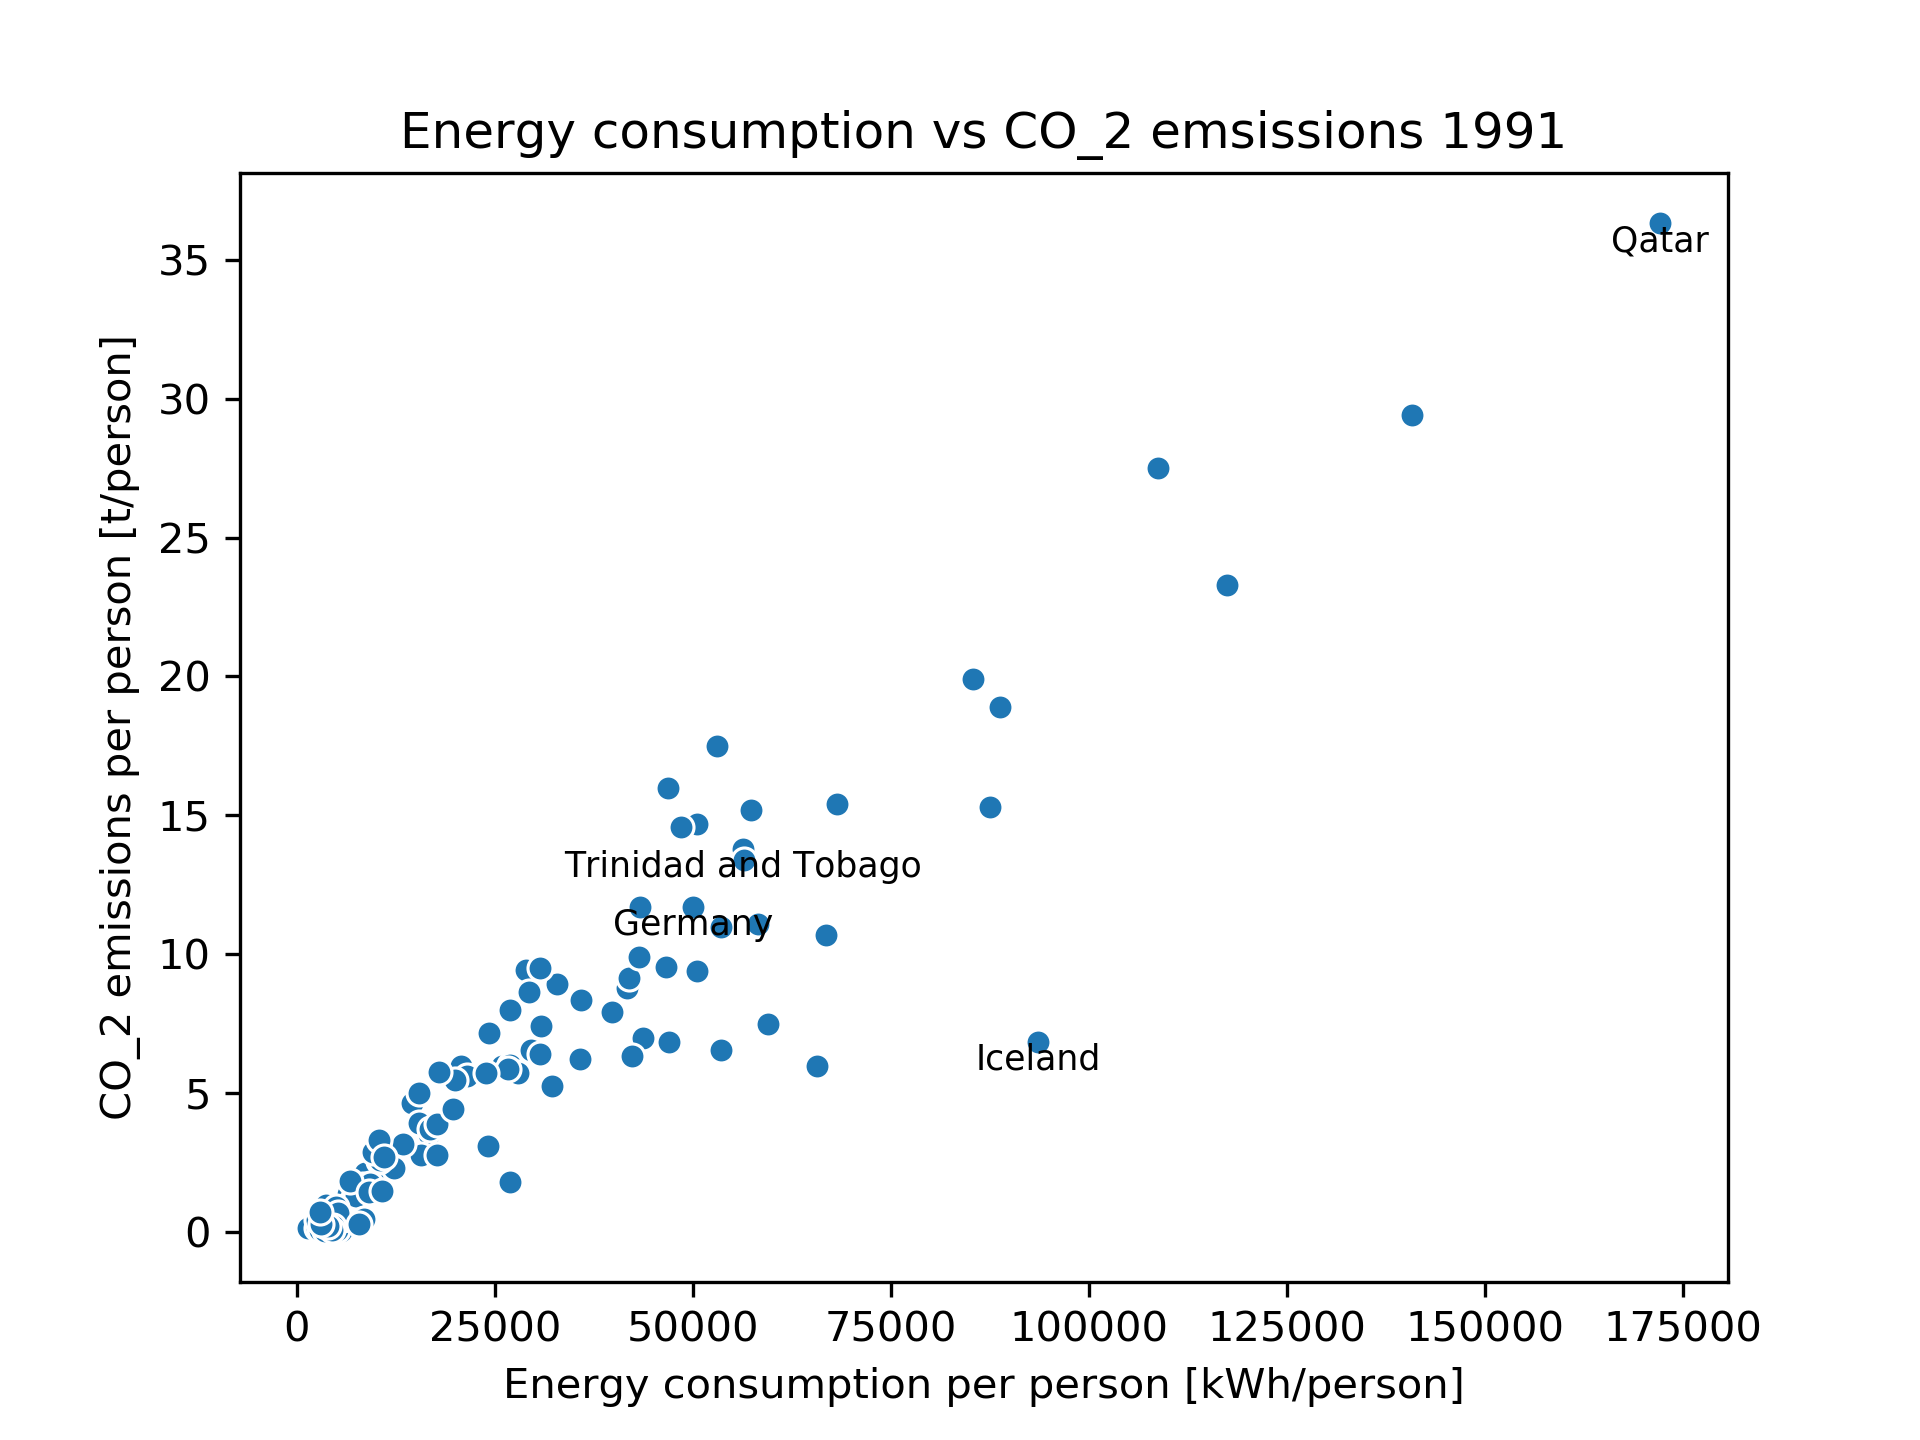 Energy consumption vs CO_2 emsissions 1991
Qatar
Trinidad and Tobago
Germany
Iceland
CO_2 emissions per person [t/person]
35
30
25
20
15
10
5
0
0 25000 50000 75000 100000 125000 150000 175000
Energy consumption per person [kWh/person]